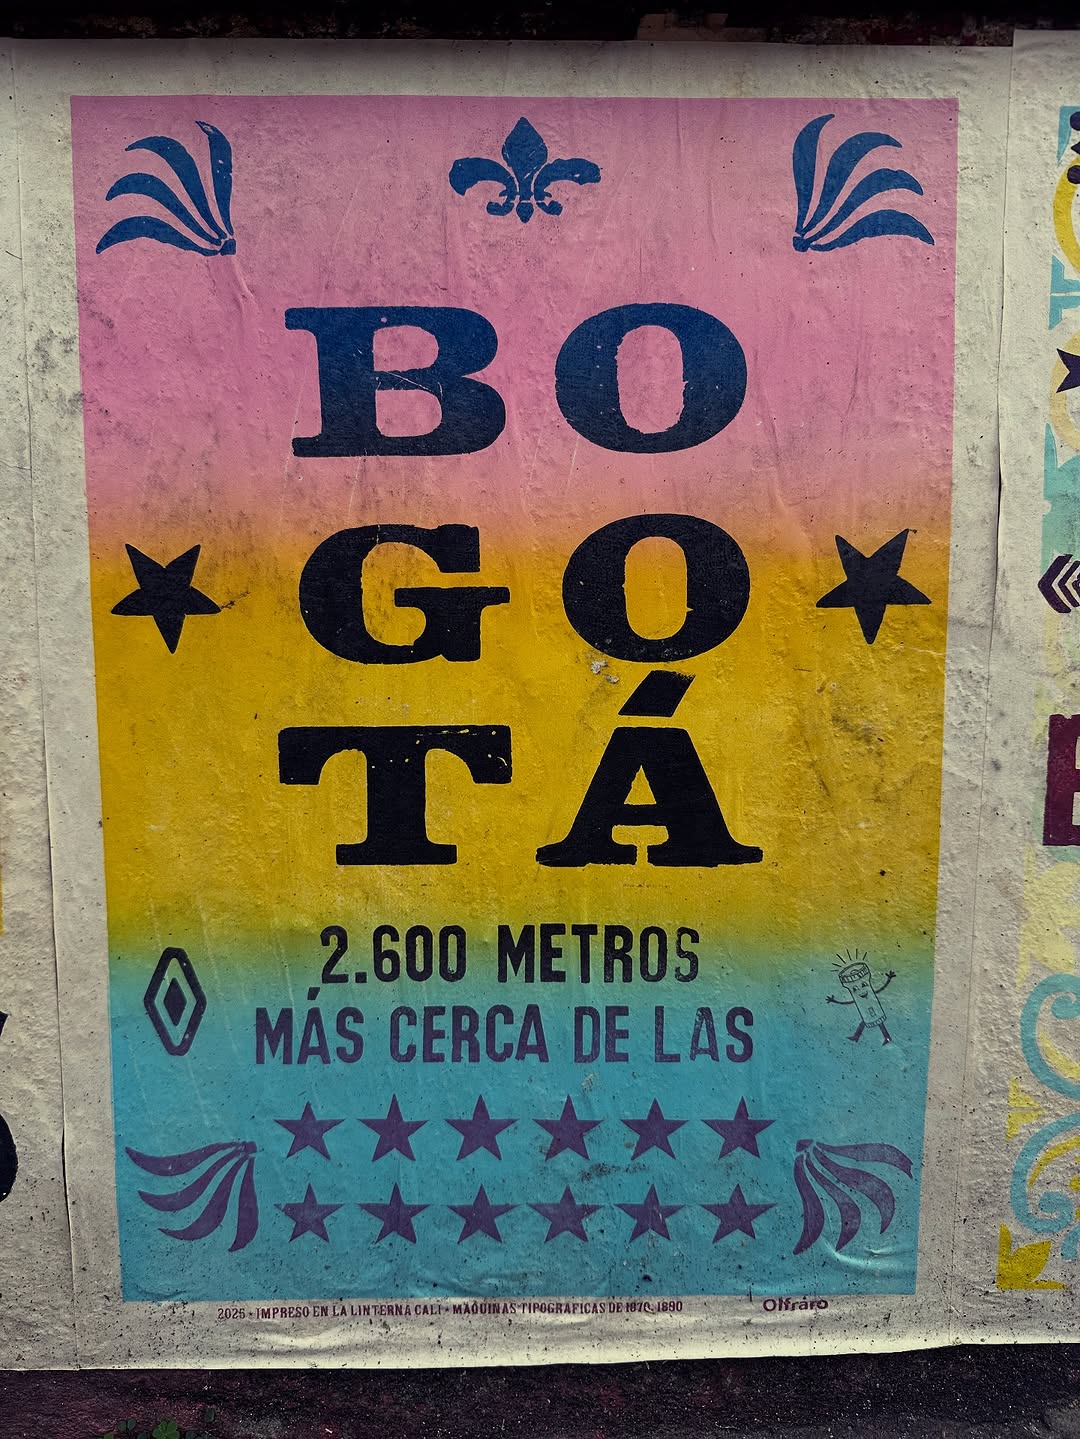 BO
GO
TÁ
2.600 METROS
MÁS CERCA DE LAS
2025 - IMPRESO EN LA LINTERNA CALI - MÁQUINAS TIPOGRÁFICAS DE 1870, 1890
Olfráro